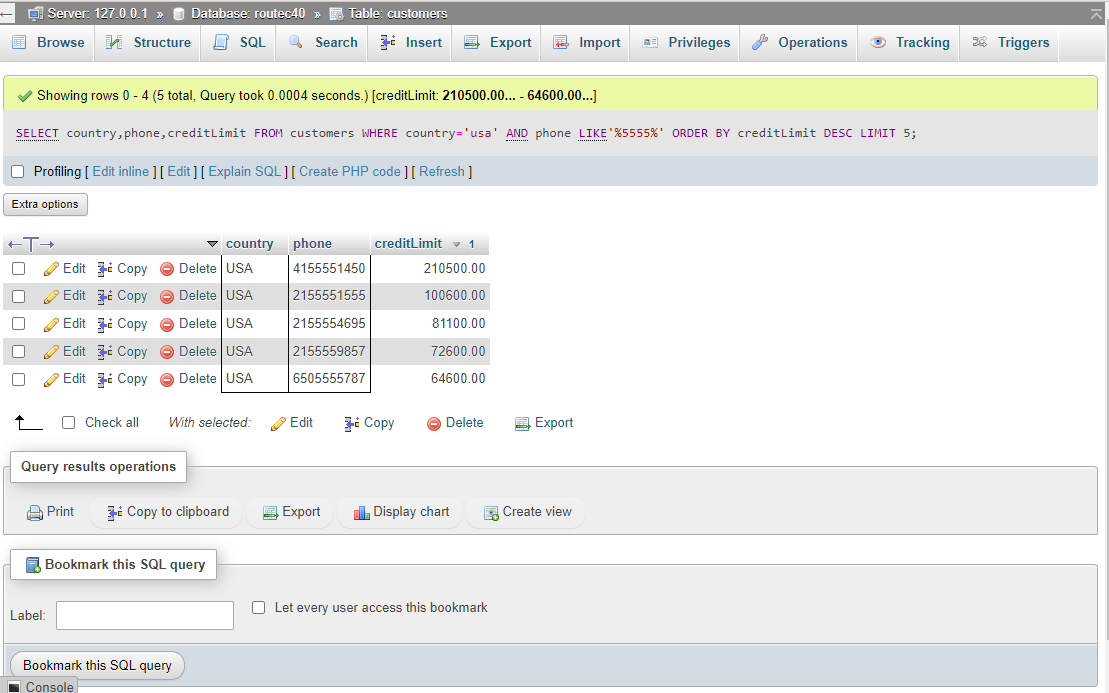 Server: 127.0.0.1 » Database: routec40 » Table: customers
Browse Structure SQL Search Insert Export Import Privileges Operations Tracking Triggers
Showing rows 0 - 4 (5 total, Query took 0.0004 seconds.) [creditLimit: 210500.00... - 64600.00...]
SELECT country,phone,creditLimit FROM customers WHERE country='usa' AND phone LIKE'%5555%' ORDER BY creditLimit DESC LIMIT 5;
Profiling [ Edit inline ] [ Edit ] [ Explain SQL ] [ Create PHP code ] [ Refresh ]
Extra options
←T→ country phone creditLimit 1
Edit Copy Delete USA 4155551450 210500.00
Edit Copy Delete USA 2155551555 100600.00
Edit Copy Delete USA 2155554695 81100.00
Edit Copy Delete USA 2155559857 72600.00
Edit Copy Delete USA 6505555787 64600.00
Check all With selected: Edit Copy Delete Export
Query results operations
Print Copy to clipboard Export Display chart Create view
Bookmark this SQL query
Label: Let every user access this bookmark
Bookmark this SQL query
Console